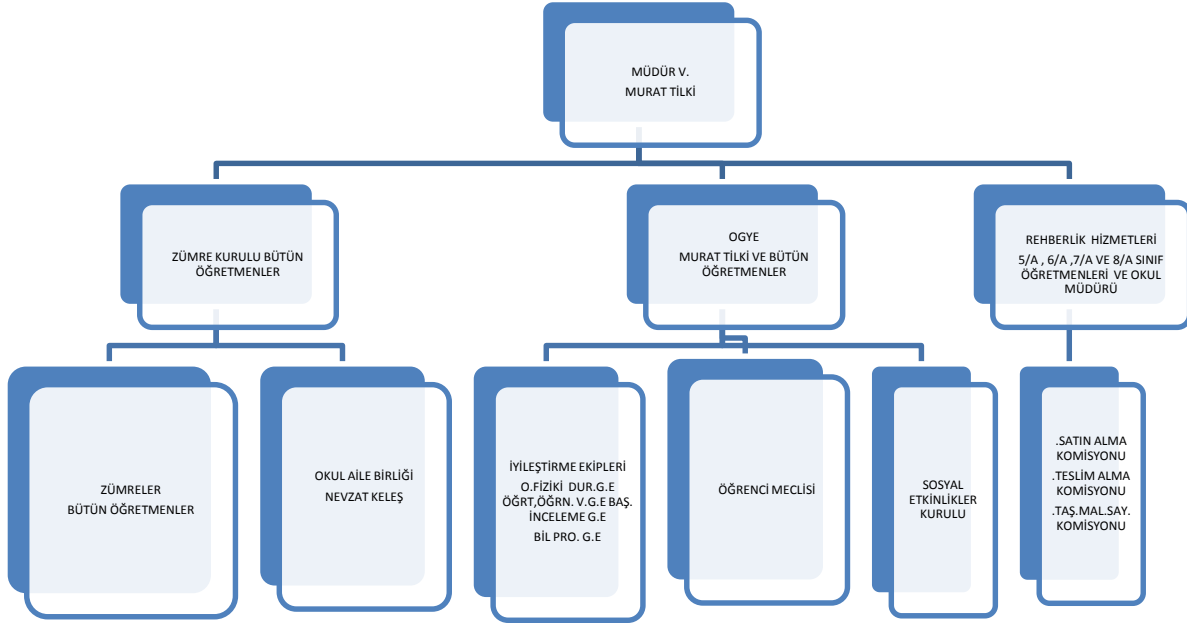 MÜDÜR V.
MURAT TİLKİ
ZÜMRE KURULU BÜTÜN
ÖĞRETMENLER
OGYE
MURAT TİLKİ VE BÜTÜN
ÖĞRETMENLER
REHBERLİK HİZMETLERİ
5/A , 6/A ,7/A VE 8/A SINIF
ÖĞRETMENLERİ VE OKUL
MÜDÜRÜ
ZÜMRELER
BÜTÜN ÖĞRETMENLER
OKUL AILE BİRLİĞİ
NEVZAT KELEŞ
İYİLEŞTİRME EKİPLERİ
O.FİZİKİ DUR.G.E
ÖĞRT,ÖĞRN. V.G.E BAŞ.
İNCELEME G.E
BİL PRO. G.E
ÖĞRENCİ MECLİSİ
SOSYAL
ETKİNLİKLER
KURULU
.SATIN ALMA
KOMİSYONU
.TESLİM ALMA
KOMİSYONU
.TAŞ.MAL.SAY.
KOMİSYONU